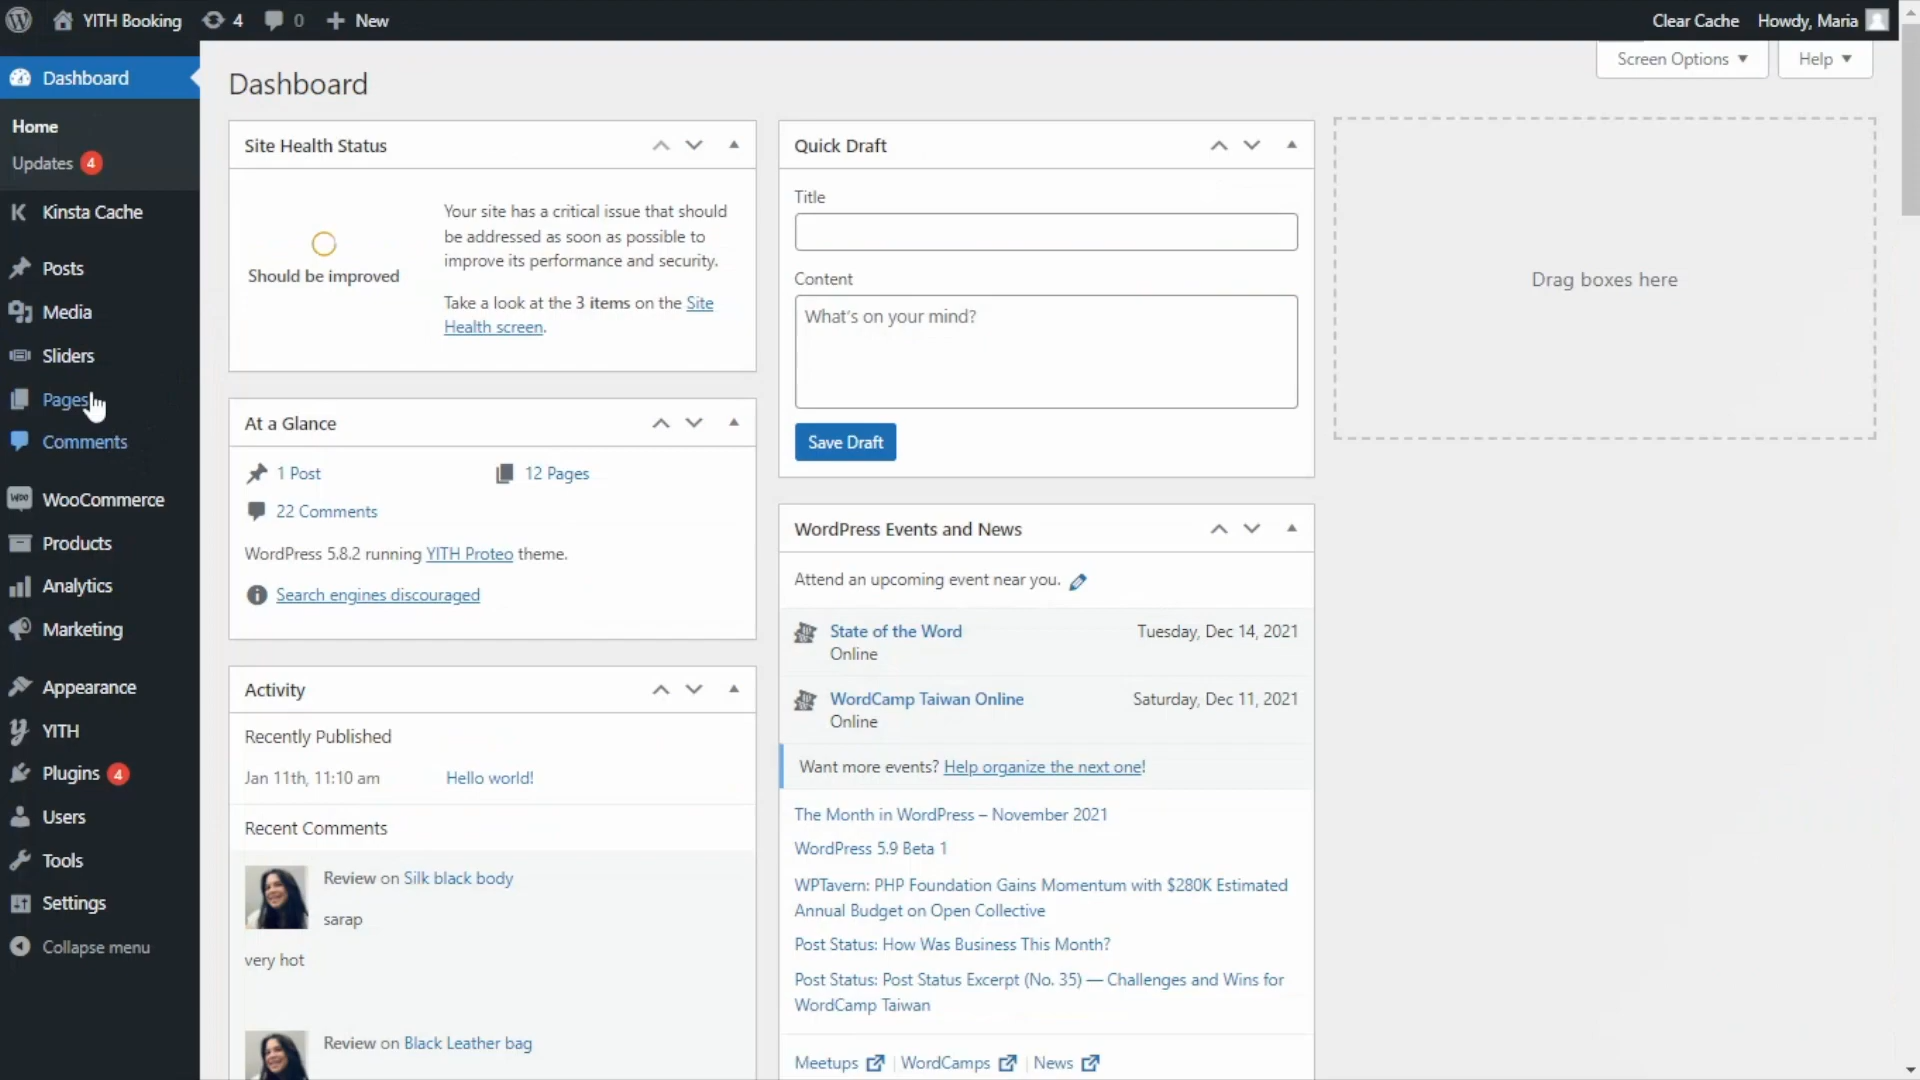 YITH Booking 4 0 New Clear Cache Howdy, Maria
Dashboard
Home
Updates 4
Kinsta Cache
Posts
Media
Sliders
Pages
Comments
Woo WooCommerce
Products
Analytics
Marketing
Appearance
YITH
Plugins 4
Users
Tools
Settings
Collapse menu
Screen Options
Help
Dashboard
Site Health Status
Should be improved
Your site has a critical issue that should
be addressed as soon as possible to
improve its performance and security.
Take a look at the 3 items on the Site
Health screen.
At a Glance
1 Post
12 Pages
22 Comments
WordPress 5.8.2 running YITH Proteo theme.
Search engines discouraged
Activity
Recently Published
Jan 11th, 11:10 am Hello world!
Recent Comments
Review on Silk black body
sarap
very hot
Review on Black Leather bag
Quick Draft
Title
Content
What's on your mind?
Save Draft
WordPress Events and News
Attend an upcoming event near you.
State of the Word Tuesday, Dec 14, 2021
Online
WordCamp Taiwan Online Saturday, Dec 11, 2021
Online
Want more events? Help organize the next one!
The Month in WordPress – November 2021
WordPress 5.9 Beta 1
WPTavern: PHP Foundation Gains Momentum with $280K Estimated
Annual Budget on Open Collective
Post Status: How Was Business This Month?
Post Status: Post Status Excerpt (No. 35) — Challenges and Wins for
WordCamp Taiwan
Meetups | WordCamps | News
Drag boxes here